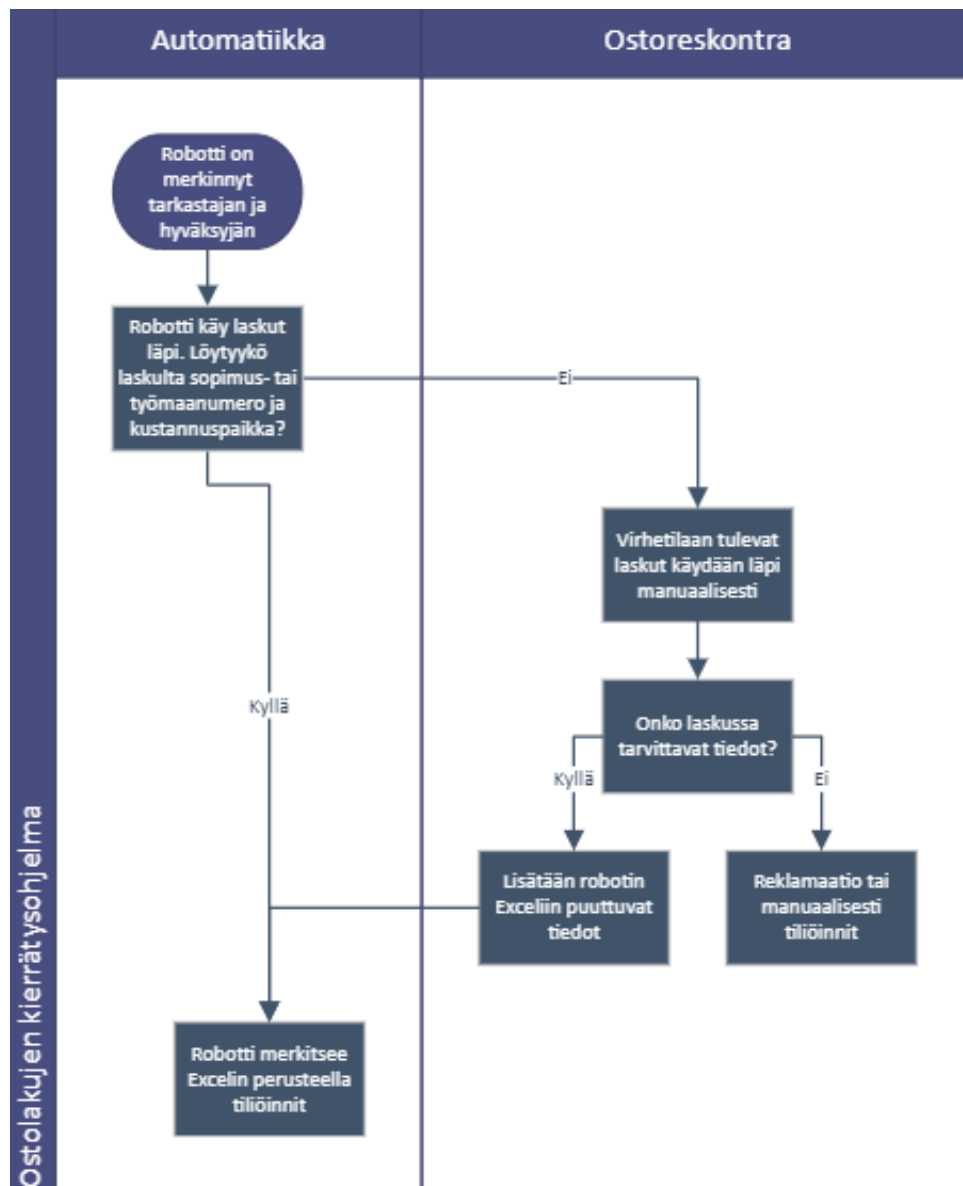 Automatiikka
Ostoreskontra
Robotti on
merkinnyt
tarkastajan ja
hyväksyjän
Robotti käy laskut
läpi. Löytyykö
laskulta sopimus- tai
työmaanumero ja
kustannuspaikka?
Ei
Virhetilaan tulevat
laskut käydään läpi
manuaalisesti
Kyllä
Onko laskussa
tarvittavat tiedot?
Kyllä
Ei
Lisätään robotin
Exceliin puuttuvat
tiedot
Reklamaatio tai
manuaalisesti
tiliöinnit
Robotti merkitsee
Excelin perusteella
tiliöinnit
Ostolakujen kierrätysohjelma